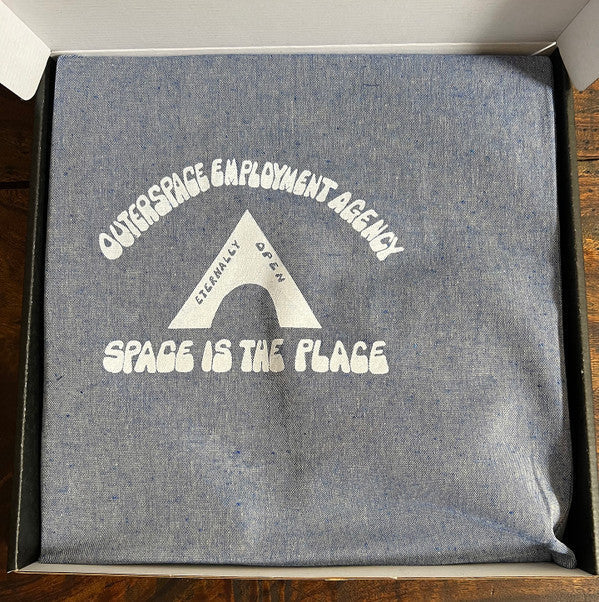 OUTERSPACE EMPLOYMENT AGENCY
ETERNALLY OPEN
SPACE IS THE PLACE